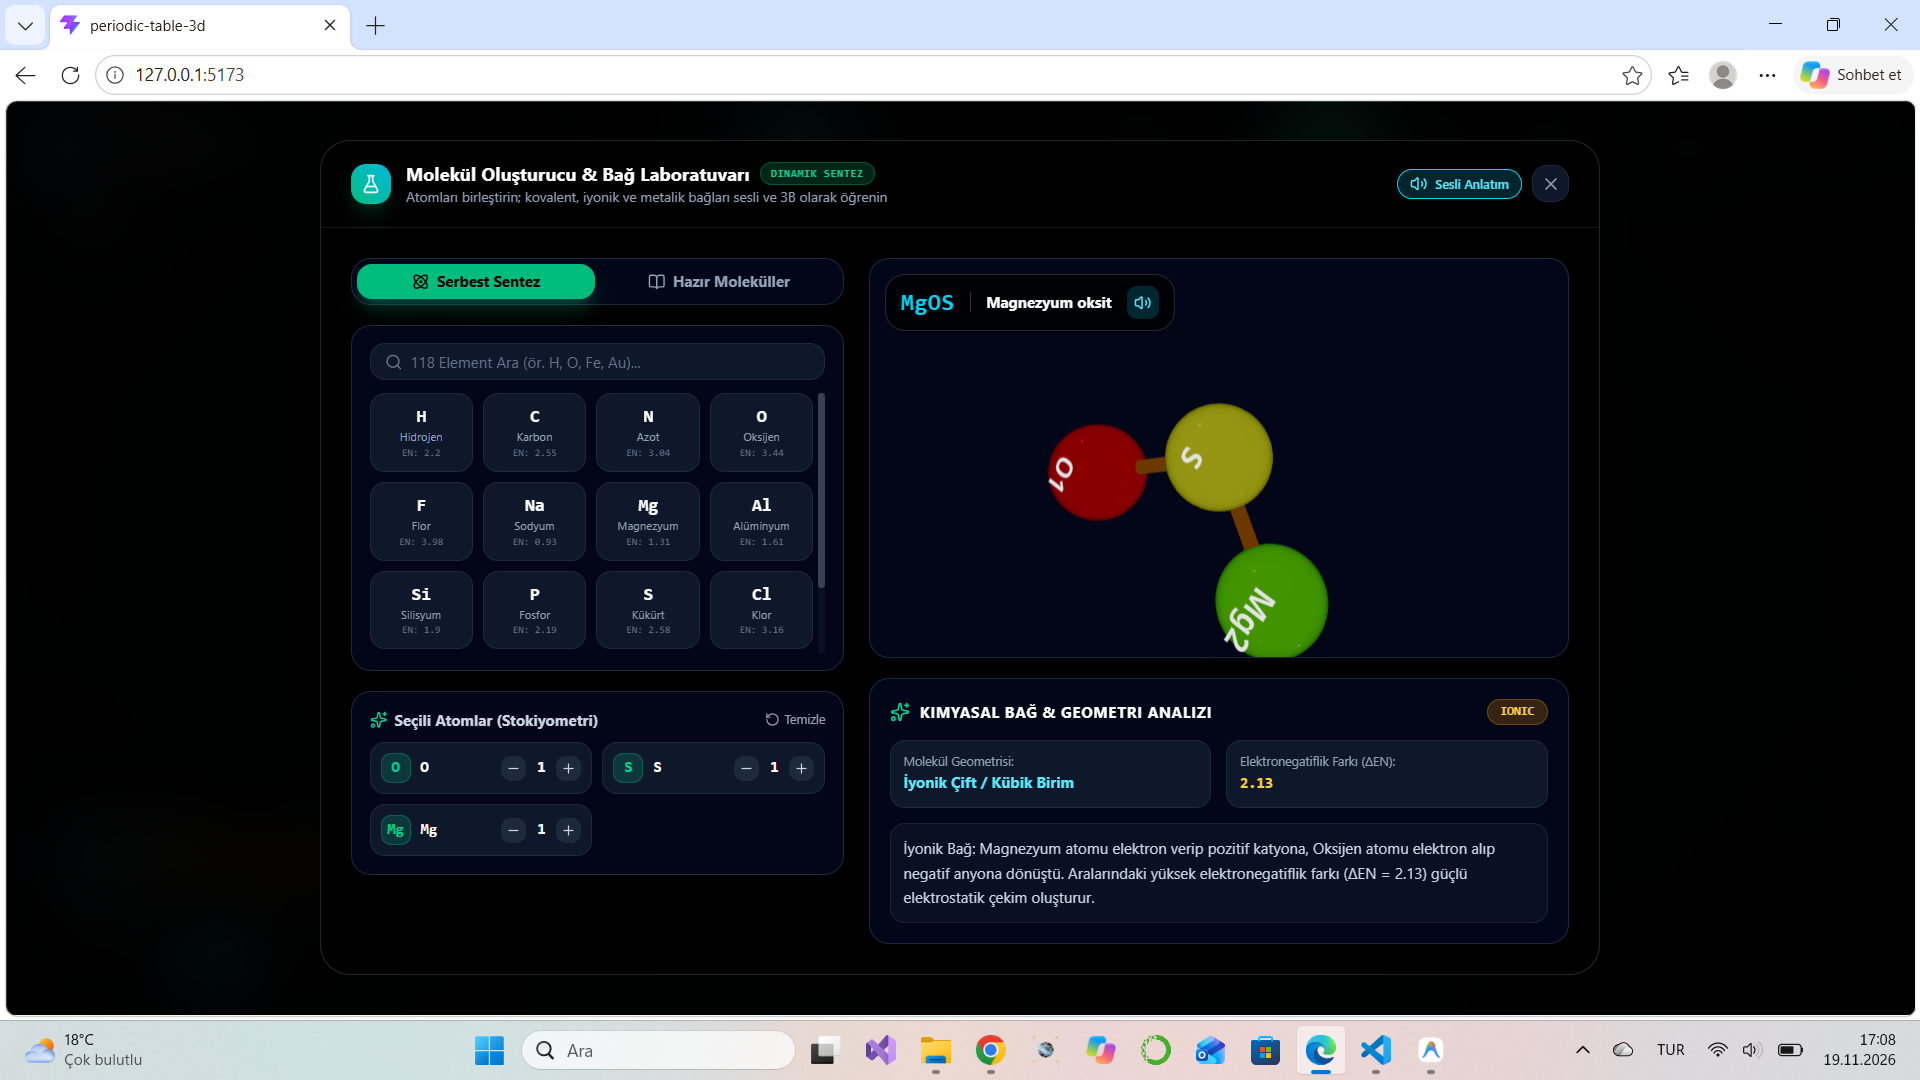 periodic-table-3d
127.0.0.1:5173
Sohbet et
Molekül Oluşturucu & Bağ Laboratuvarı
DINAMIK SENTEZ
Atomları birleştirin; kovalent, iyonik ve metalik bağları sesli ve 3B olarak öğrenin
Sesli Anlatım
Serbest Sentez
Hazır Moleküller
118 Element Ara (ör. H, O, Fe, Au)...
H
Hidrojen
EN: 2.2
C
Karbon
EN: 2.55
N
Azot
EN: 3.04
O
Oksijen
EN: 3.44
F
Flor
EN: 3.98
Na
Sodyum
EN: 0.93
Mg
Magnezyum
EN: 1.31
Al
Alüminyum
EN: 1.61
Si
Silisyum
EN: 1.9
P
Fosfor
EN: 2.19
S
Kükürt
EN: 2.58
Cl
Klor
EN: 3.16
Seçili Atomlar (Stokiyometri)
Temizle
O O − 1 +
S S − 1 +
Mg Mg − 1 +
MgOS
Magnezyum oksit
O1
S
Mg2
KIMYASAL BAĞ & GEOMETRI ANALIZI
IONIC
Molekül Geometrisi:
İyonik Çift / Kübik Birim
Elektronegatiflik Farkı (ΔEN):
2.13
İyonik Bağ: Magnezyum atomu elektron verip pozitif katyona, Oksijen atomu elektron alıp
negatif anyona dönüştü. Aralarındaki yüksek elektronegatiflik farkı (ΔEN = 2.13) güçlü
elektrostatik çekim oluşturur.
18°C
Çok bulutlu
Ara
TUR
17:08
19.11.2026